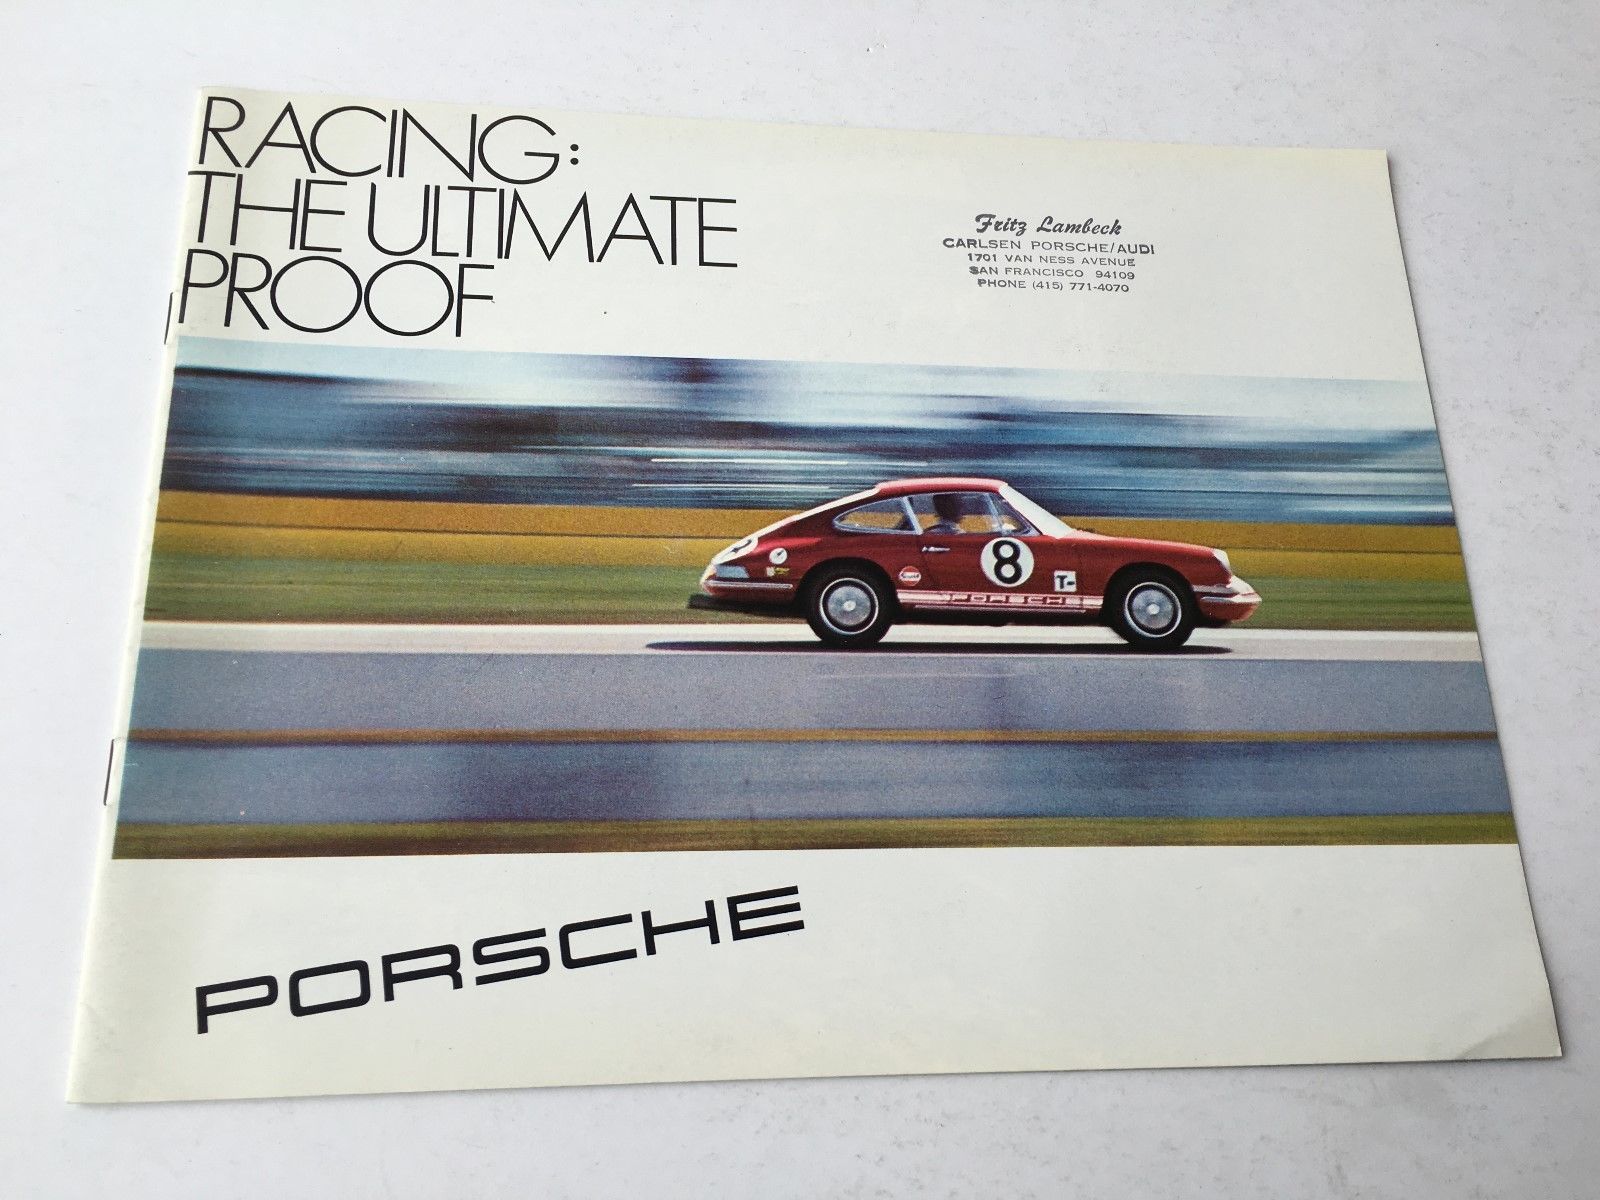 RACING:
THE ULTIMATE
PROOF
Fritz Lambeck
CARLSEN PORSCHE/AUDI
1701 VAN NESS AVENUE
SAN FRANCISCO 94109
PHONE (415) 771-4070
8
T-
PORSCHE